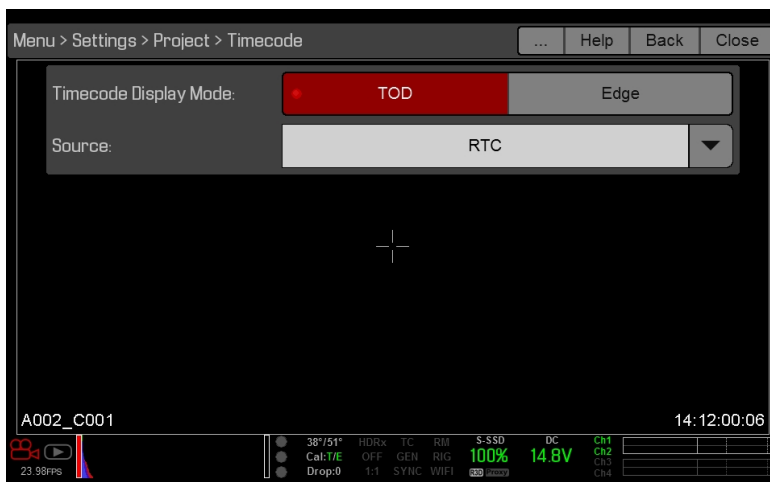 Menu > Settings > Project > Timecode ... Help Back Close
Timecode Display Mode: TOD Edge
Source: RTC
A002_C001 14:12:00:06
38°/51° HDRx TC RM S-SSD DC Ch1
Cal:T/E OFF GEN RIG 100% 14.8V Ch2
23.98FPS Drop:0 1:1 SYNC WIFI R3D Proxy Ch3
Ch4